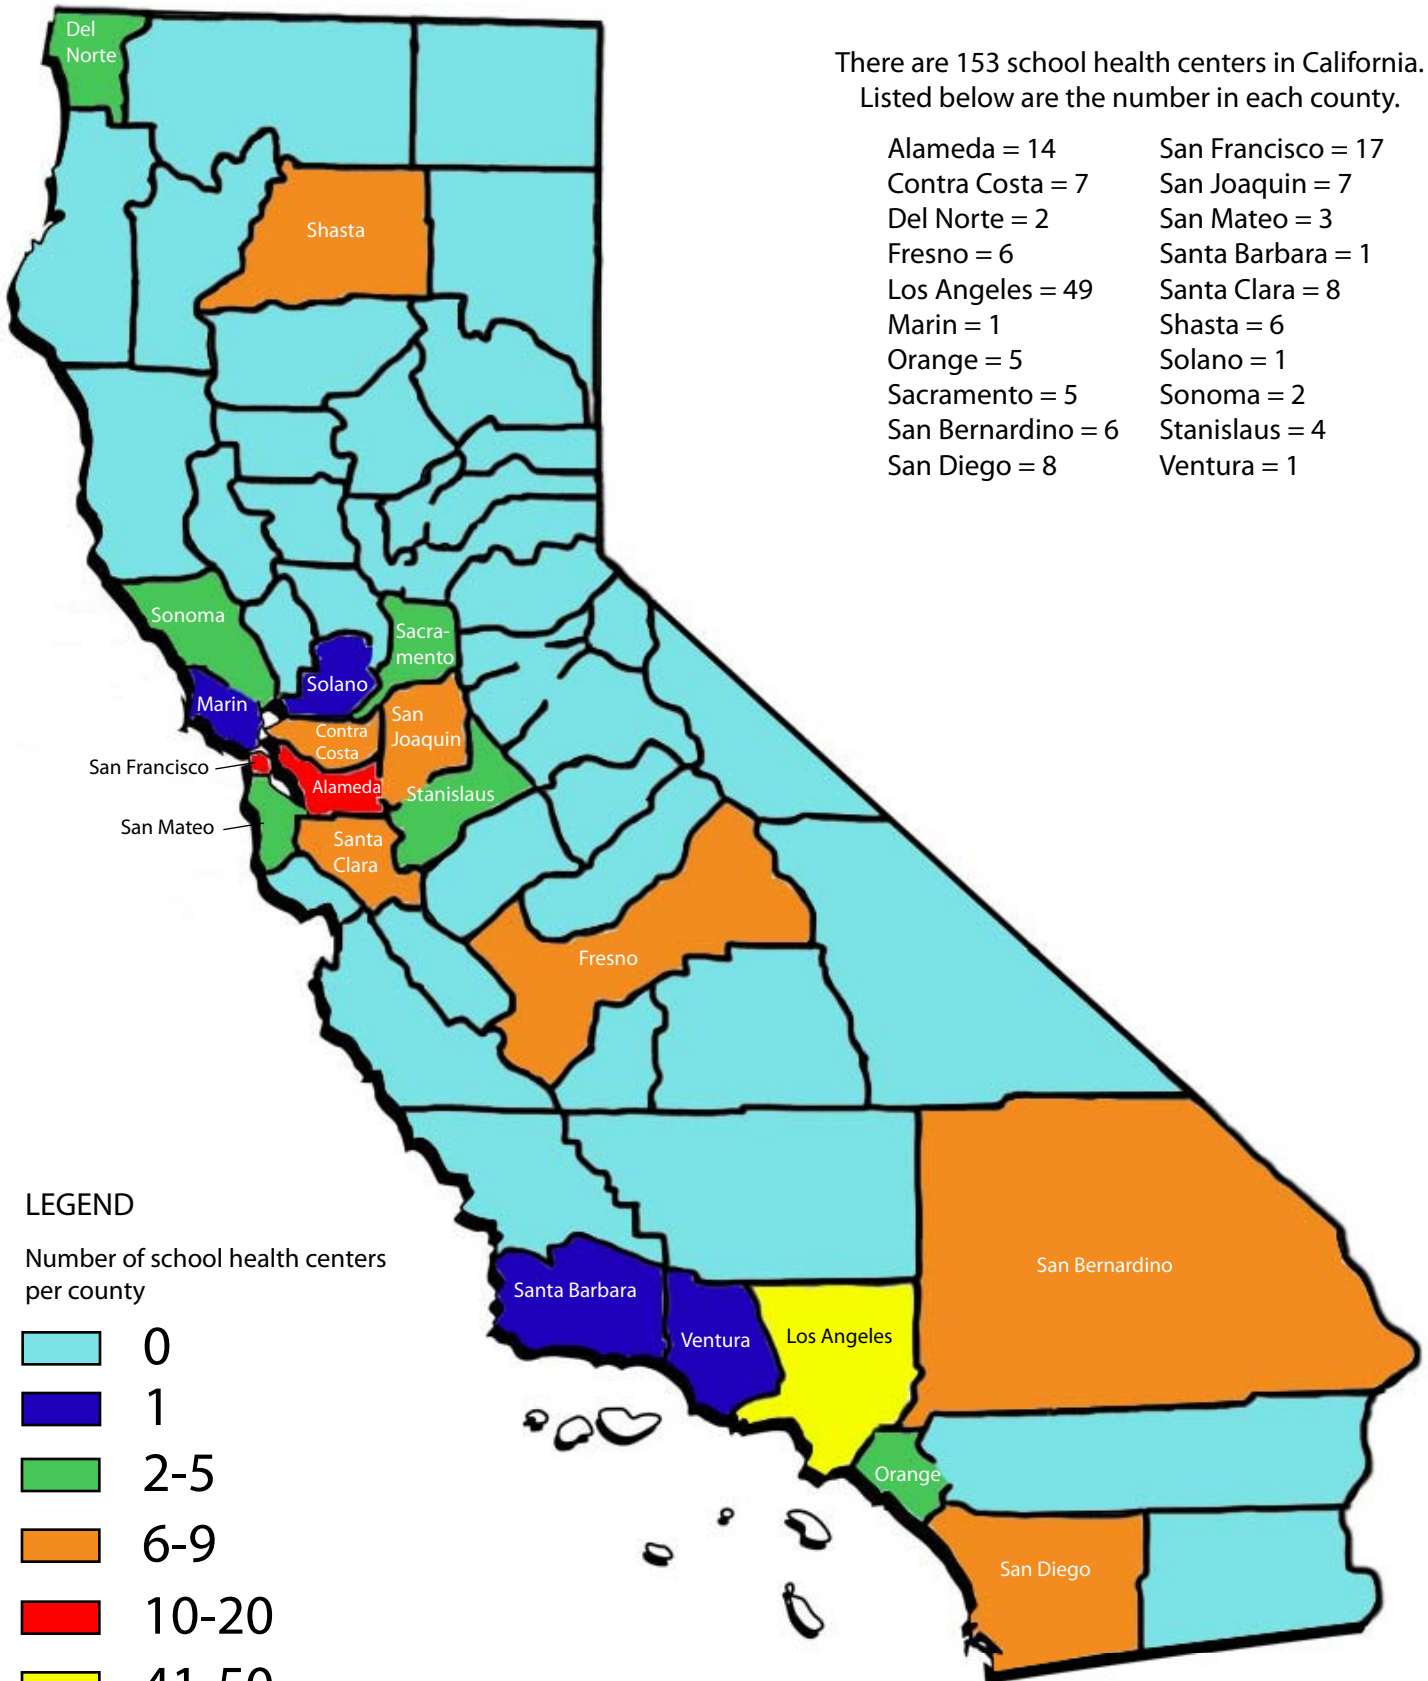 There are 153 school health centers in California.
Listed below are the number in each county.
Alameda = 14
Contra Costa = 7
Del Norte = 2
Fresno = 6
Los Angeles = 49
Marin = 1
Orange = 5
Sacramento = 5
San Bernardino = 6
San Diego = 8
San Francisco = 17
San Joaquin = 7
San Mateo = 3
Santa Barbara = 1
Santa Clara = 8
Shasta = 6
Solano = 1
Sonoma = 2
Stanislaus = 4
Ventura = 1
Del
Norte
Shasta
Sonoma
Sacra-
mento
Solano
Marin
San
Joaquin
Contra
Costa
San Francisco
Alameda
Stanislaus
San Mateo
Santa
Clara
Fresno
San Bernardino
Santa Barbara
Ventura
Los Angeles
Orange
San Diego
LEGEND
Number of school health centers
per county
0
1
2-5
6-9
10-20
41-50